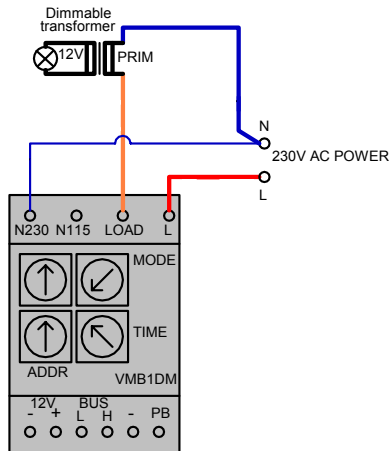 Dimmable
transformer
12V
PRIM
N
230V AC POWER
L
N230 N115 LOAD L
MODE
TIME
ADDR
VMB1DM
12V BUS
- + L H - PB